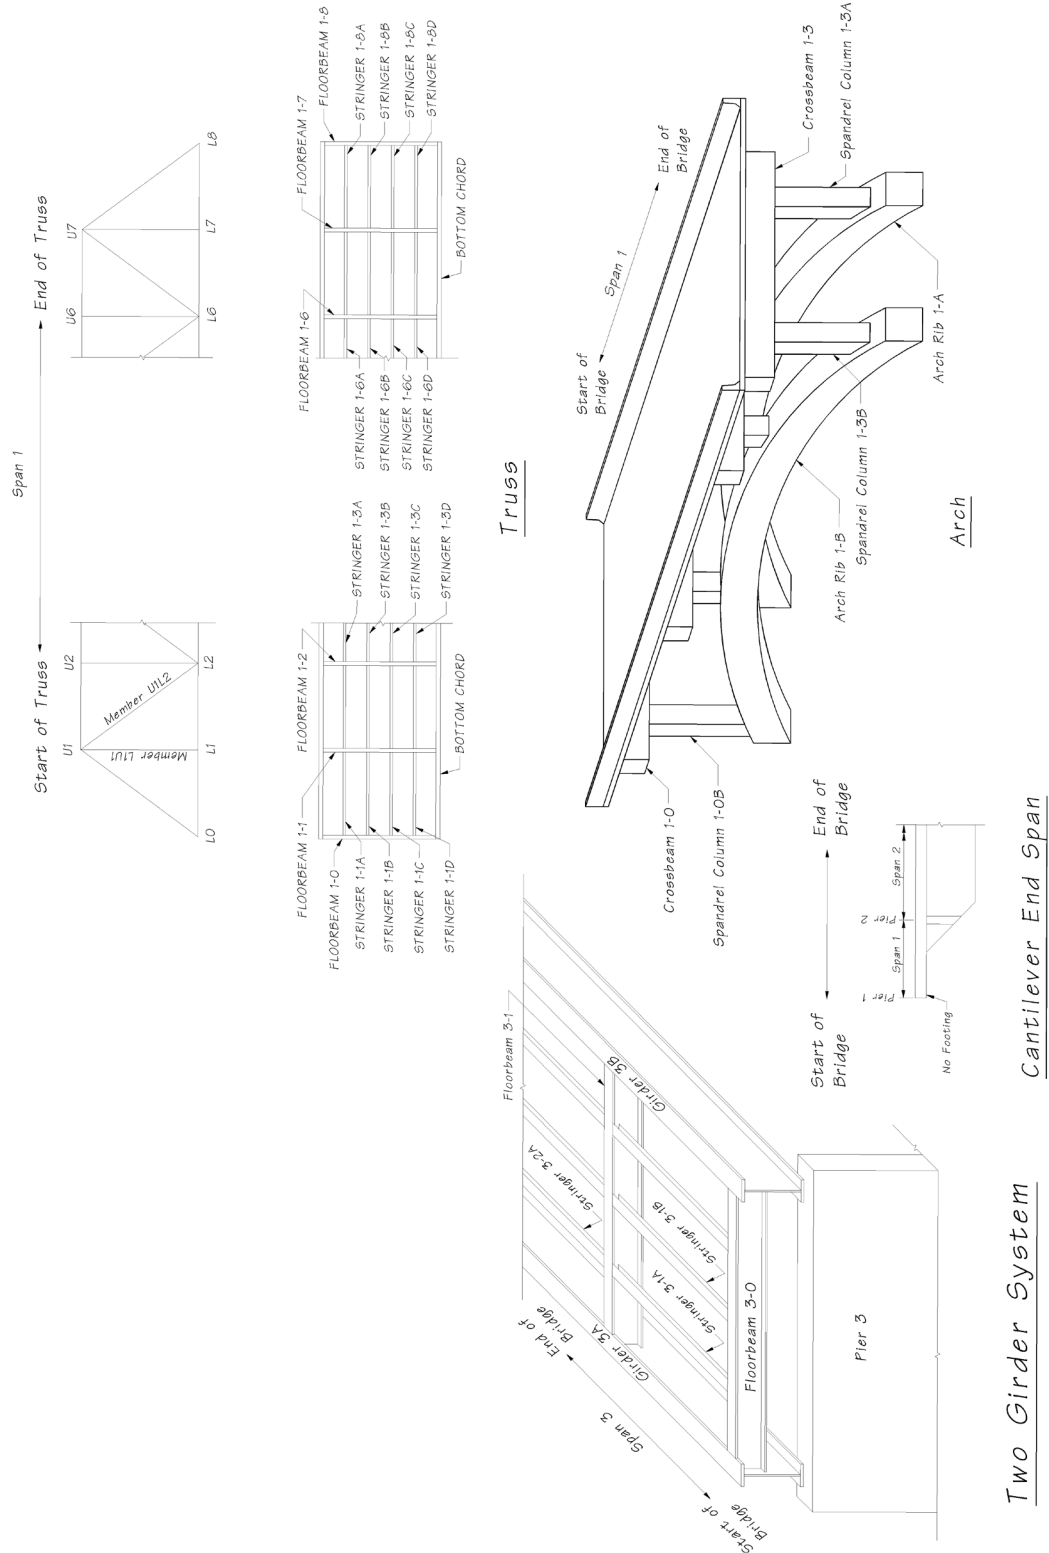 Span 1
Start of Truss
End of Truss
U1
U2
U6
U7
Member L1U1
Member U1L2
L0
L1
L2
L6
L7
L8
FLOORBEAM 1-1
FLOORBEAM 1-2
FLOORBEAM 1-6
FLOORBEAM 1-7
FLOORBEAM 1-0
FLOORBEAM 1-8
STRINGER 1-1A
STRINGER 1-1B
STRINGER 1-1C
STRINGER 1-1D
STRINGER 1-3A
STRINGER 1-3B
STRINGER 1-3C
STRINGER 1-3D
BOTTOM CHORD
STRINGER 1-6A
STRINGER 1-6B
STRINGER 1-6C
STRINGER 1-6D
STRINGER 1-8A
STRINGER 1-8B
STRINGER 1-8C
STRINGER 1-8D
BOTTOM CHORD
Truss
Floorbeam 3-1
Stringer 3-2A
Girder 3B
Stringer 3-1B
Stringer 3-1A
Girder 3A
Floorbeam 3-0
End of
Bridge
Span 3
Start of
Bridge
Pier 3
Two Girder System
Start of
Bridge
Span 1
End of
Bridge
Crossbeam 1-0
Spandrel Column 1-0B
Arch Rib 1-B
Spandrel Column 1-3B
Arch Rib 1-A
Crossbeam 1-3
Spandrel Column 1-3A
Arch
Start of
Bridge
End of
Bridge
Pier 1
Span 1
Pier 2
Span 2
No Footing
Cantilever End Span